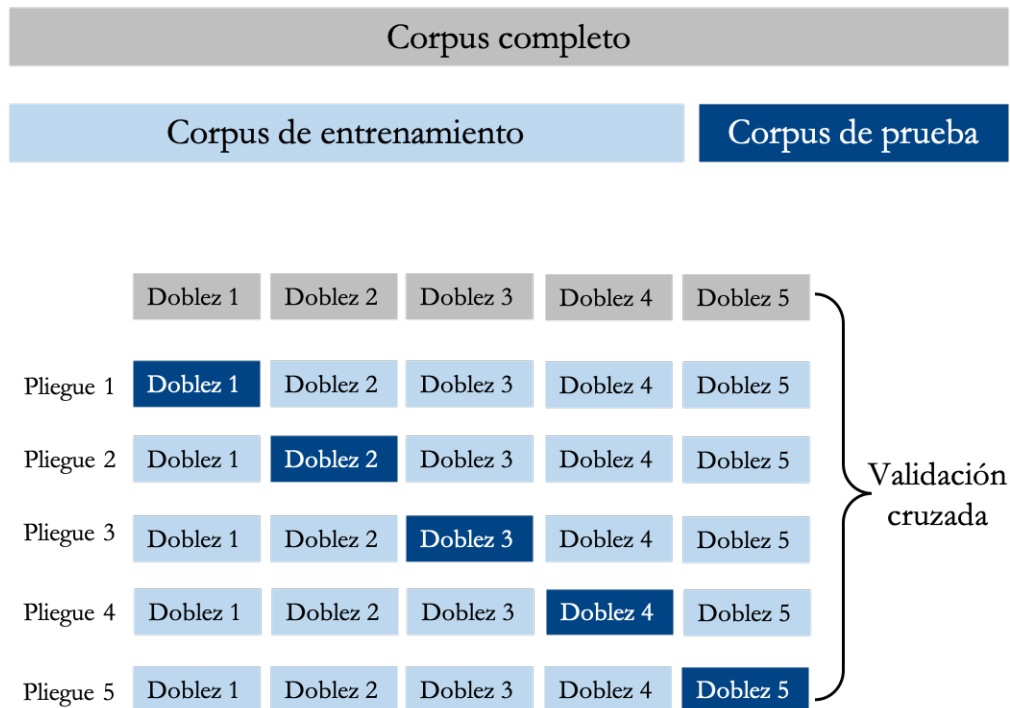 Corpus completo
Corpus de entrenamiento Corpus de prueba
Doblez 1 Doblez 2 Doblez 3 Doblez 4 Doblez 5
Pliegue 1 Doblez 1 Doblez 2 Doblez 3 Doblez 4 Doblez 5
Pliegue 2 Doblez 1 Doblez 2 Doblez 3 Doblez 4 Doblez 5
Pliegue 3 Doblez 1 Doblez 2 Doblez 3 Doblez 4 Doblez 5
Pliegue 4 Doblez 1 Doblez 2 Doblez 3 Doblez 4 Doblez 5
Pliegue 5 Doblez 1 Doblez 2 Doblez 3 Doblez 4 Doblez 5
Validación
cruzada